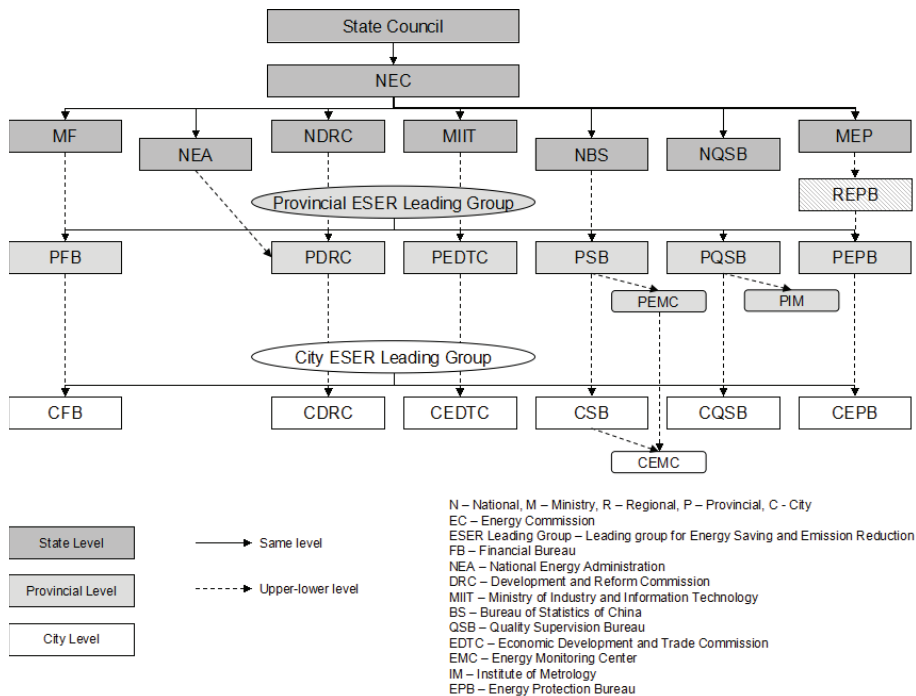 State Council
NEC
MF
NEA
NDRC
MIIT
NBS
NQSB
MEP
REPB
Provincial ESER Leading Group
PFB
PDRC
PEDTC
PSB
PQSB
PEPB
PEMC
PIM
City ESER Leading Group
CFB
CDRC
CEDTC
CSB
CQSB
CEPB
CEMC
State Level
Provincial Level
City Level
Same level
Upper-lower level
N – National, M – Ministry, R – Regional, P – Provincial, C - City
EC – Energy Commission
ESER Leading Group – Leading group for Energy Saving and Emission Reduction
FB – Financial Bureau
NEA – National Energy Administration
DRC – Development and Reform Commission
MIIT – Ministry of Industry and Information Technology
BS – Bureau of Statistics of China
QSB – Quality Supervision Bureau
EDTC – Economic Development and Trade Commission
EMC – Energy Monitoring Center
IM – Institute of Metrology
EPB – Energy Protection Bureau